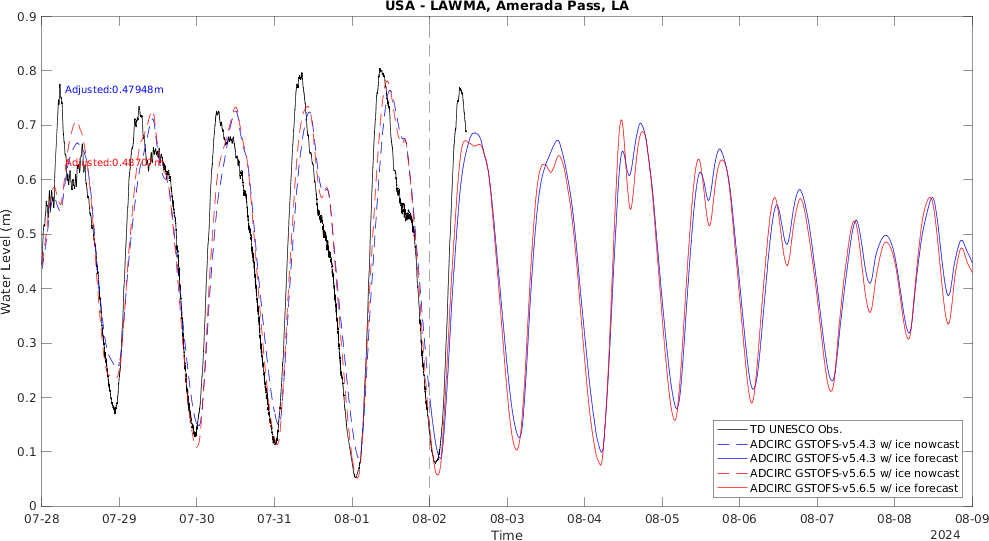 USA - LAWMA, Amerada Pass, LA
0.9
0.8
0.7
0.6
0.5
0.4
0.3
0.2
0.1
0
Water Level (m)
Adjusted:0.47948m
TD UNESCO Obs.
ADCIRC GSTOFS-v5.4.3 w/ ice nowcast
ADCIRC GSTOFS-v5.4.3 w/ ice forecast
ADCIRC GSTOFS-v5.6.5 w/ ice nowcast
ADCIRC GSTOFS-v5.6.5 w/ ice forecast
07-28 07-29 07-30 07-31 08-01 08-02 08-03 08-04 08-05 08-06 08-07 08-08 08-09
Time
2024